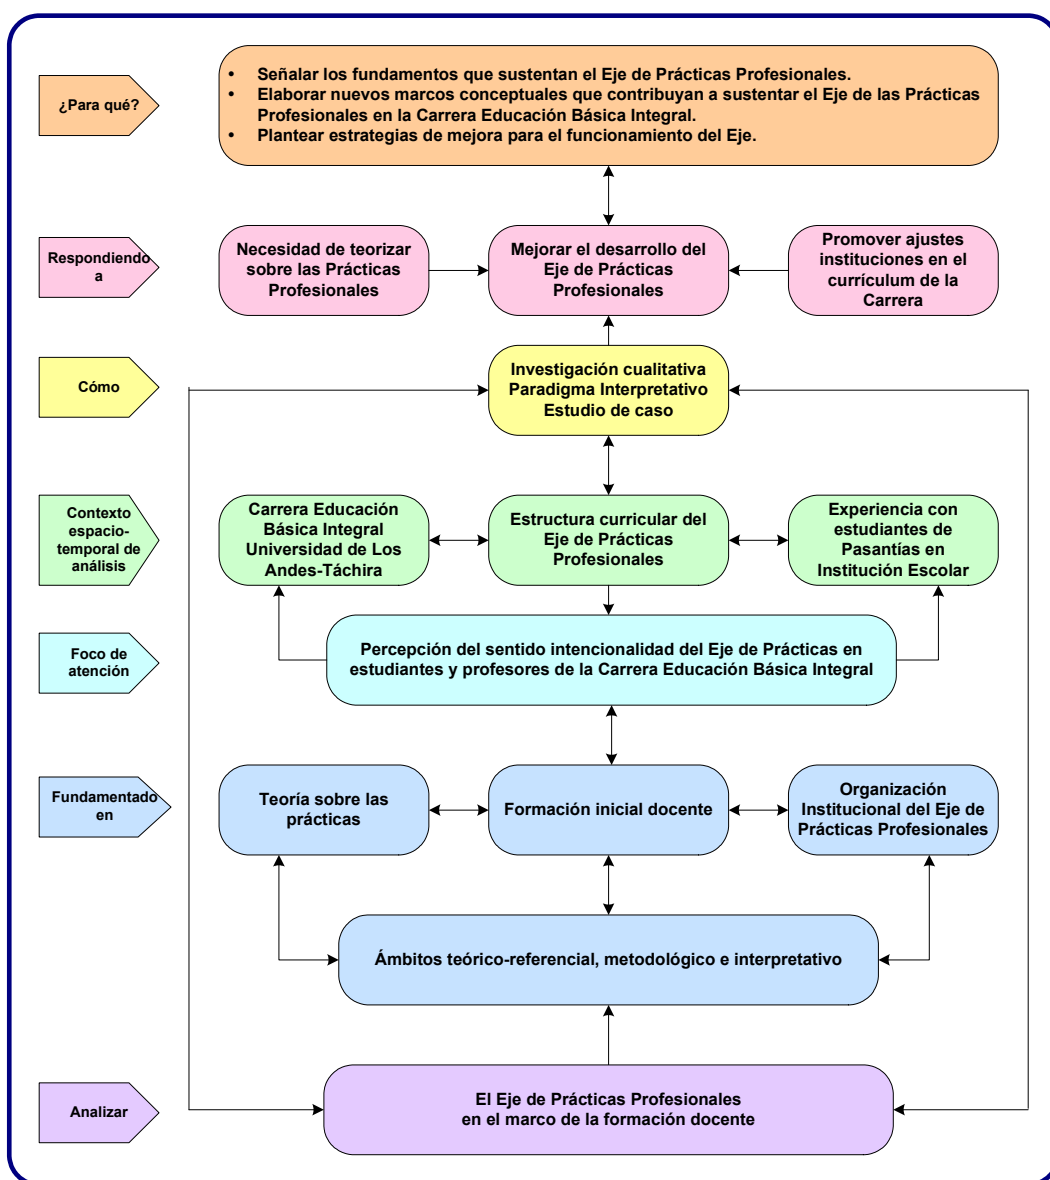 ¿Para qué?
• Señalar los fundamentos que sustentan el Eje de Prácticas Profesionales.
• Elaborar nuevos marcos conceptuales que contribuyan a sustentar el Eje de las Prácticas
Profesionales en la Carrera Educación Básica Integral.
• Plantear estrategias de mejora para el funcionamiento del Eje.
Respondiendo
a
Necesidad de teorizar
sobre las Prácticas
Profesionales
Mejorar el desarrollo del
Eje de Prácticas
Profesionales
Promover ajustes
instituciones en el
currículum de la
Carrera
Cómo
Investigación cualitativa
Paradigma Interpretativo
Estudio de caso
Contexto
espacio-
temporal de
análisis
Carrera Educación
Básica Integral
Universidad de Los
Andes-Táchira
Estructura curricular del
Eje de Prácticas
Profesionales
Experiencia con
estudiantes de
Pasantías en
Institución Escolar
Foco de
atención
Percepción del sentido intencionalidad del Eje de Prácticas en
estudiantes y profesores de la Carrera Educación Básica Integral
Fundamentado
en
Teoría sobre las
prácticas
Formación inicial docente
Organización
Institucional del Eje de
Prácticas Profesionales
Ámbitos teórico-referencial, metodológico e interpretativo
Analizar
El Eje de Prácticas Profesionales
en el marco de la formación docente